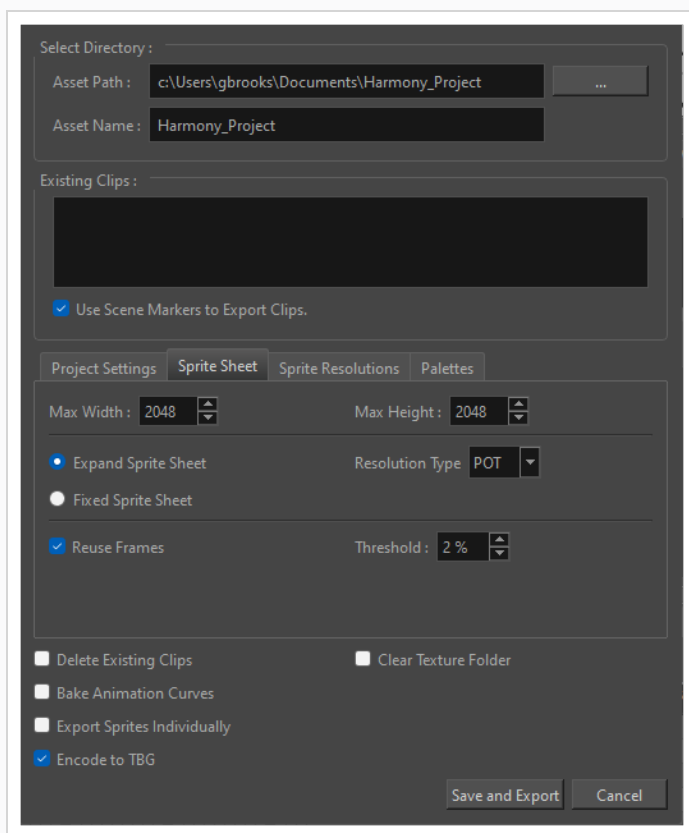 Select Directory :
Asset Path : c:\Users\gbrooks\Documents\Harmony_Project ...
Asset Name : Harmony_Project
Existing Clips :
Use Scene Markers to Export Clips.
Project Settings Sprite Sheet Sprite Resolutions Palettes
Max Width : 2048 Max Height : 2048
Expand Sprite Sheet Resolution Type POT
Fixed Sprite Sheet
Reuse Frames Threshold : 2 %
Delete Existing Clips Clear Texture Folder
Bake Animation Curves
Export Sprites Individually
Encode to TBG
Save and Export Cancel